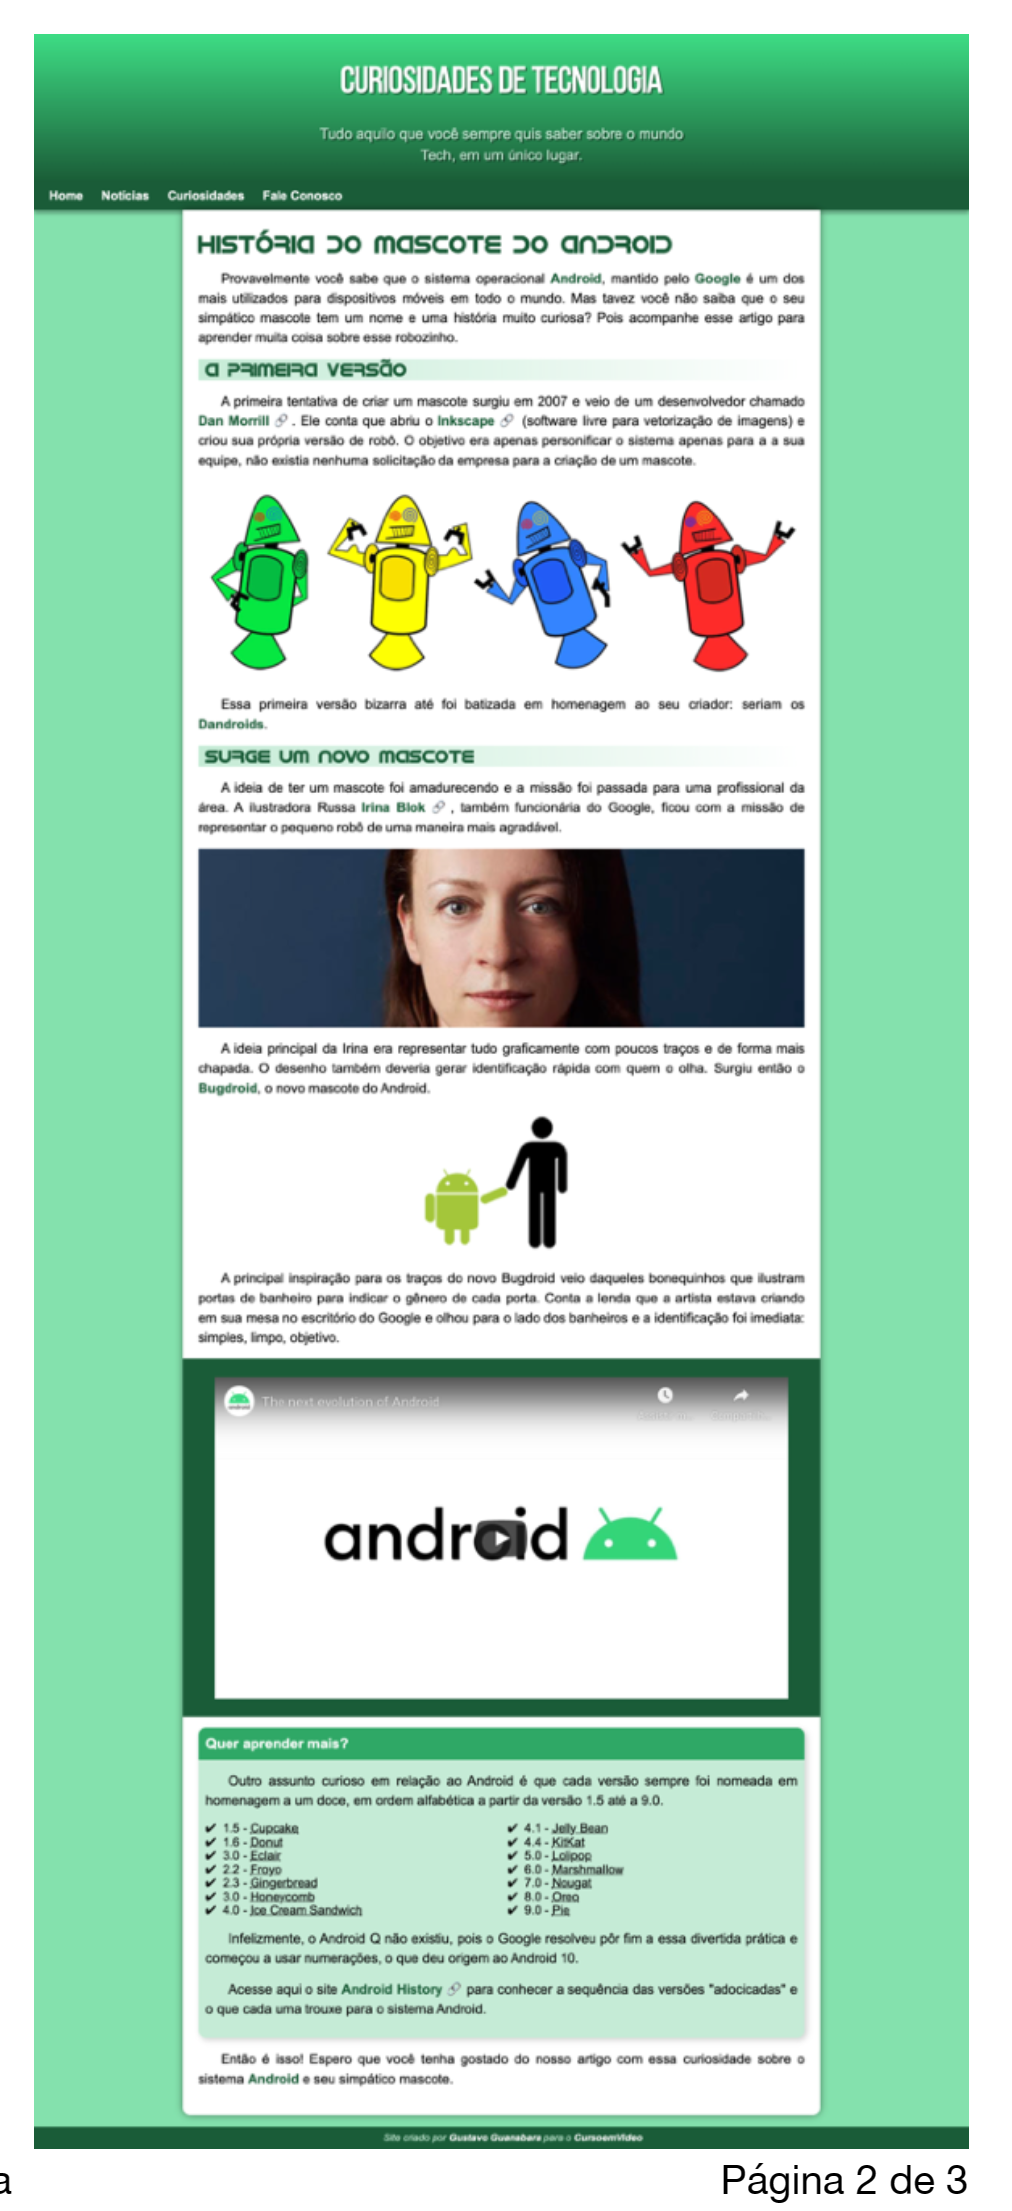 CURIOSIDADES DE TECNOLOGIA
Tudo aquilo que você sempre quis saber sobre o mundo
Tech, em um único lugar.
Home Notícias Curiosidades Fale Conosco
HISTÓRIA DO MASCOTE DO ANDROID
Provavelmente você sabe que o sistema operacional Android, mantido pelo Google é um dos
mais utilizados para dispositivos móveis em todo o mundo. Mas tavez você não saiba que o seu
simpático mascote tem um nome e uma história muito curiosa? Pois acompanhe esse artigo para
aprender muita coisa sobre esse robozinho.
A PRIMEIRA VERSÃO
A primeira tentativa de criar um mascote surgiu em 2007 e veio de um desenvolvedor chamado
Dan Morrill 🔗 . Ele conta que abriu o Inkscape 🔗 (software livre para vetorização de imagens) e
criou sua própria versão de robô. O objetivo era apenas personificar o sistema apenas para a a sua
equipe, não existia nenhuma solicitação da empresa para a criação de um mascote.
Essa primeira versão bizarra até foi batizada em homenagem ao seu criador: seriam os
Dandroids.
SURGE UM NOVO MASCOTE
A ideia de ter um mascote foi amadurecendo e a missão foi passada para uma profissional da
área. A ilustradora Russa Irina Blok 🔗 , também funcionária do Google, ficou com a missão de
representar o pequeno robô de uma maneira mais agradável.
A ideia principal da Irina era representar tudo graficamente com poucos traços e de forma mais
chapada. O desenho também deveria gerar identificação rápida com quem o olha. Surgiu então o
Bugdroid, o novo mascote do Android.
A principal inspiração para os traços do novo Bugdroid veio daqueles bonequinhos que ilustram
portas de banheiro para indicar o gênero de cada porta. Conta a lenda que a artista estava criando
em sua mesa no escritório do Google e olhou para o lado dos banheiros e a identificação foi imediata:
simples, limpo, objetivo.
The next evolution of Android
android
Quer aprender mais?
Outro assunto curioso em relação ao Android é que cada versão sempre foi nomeada em
homenagem a um doce, em ordem alfabética a partir da versão 1.5 até a 9.0.
✔ 1.5 - Cupcake
✔ 1.6 - Donut
✔ 3.0 - Eclair
✔ 2.2 - Froyo
✔ 2.3 - Gingerbread
✔ 3.0 - Honeycomb
✔ 4.0 - Ice Cream Sandwich
✔ 4.1 - Jelly Bean
✔ 4.4 - KitKat
✔ 5.0 - Lolipop
✔ 6.0 - Marshmallow
✔ 7.0 - Nougat
✔ 8.0 - Oreo
✔ 9.0 - Pie
Infelizmente, o Android Q não existiu, pois o Google resolveu pôr fim a essa divertida prática e
começou a usar numerações, o que deu origem ao Android 10.
Acesse aqui o site Android History 🔗 para conhecer a sequência das versões "adocicadas" e
o que cada uma trouxe para o sistema Android.
Então é isso! Espero que você tenha gostado do nosso artigo com essa curiosidade sobre o
sistema Android e seu simpático mascote.
Site criado por Gustavo Guanabara para o CursoemVideo
a Página 2 de 3